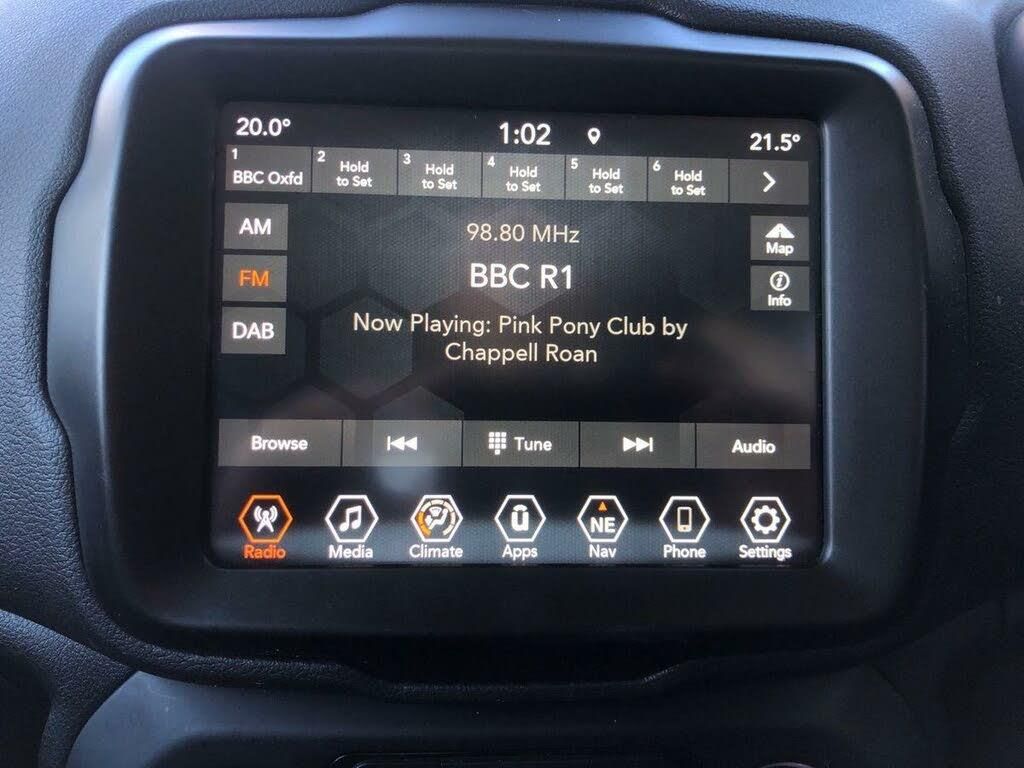 20.0°
1:02
21.5°
1
BBC Oxfd
2
Hold
to Set
3
Hold
to Set
4
Hold
to Set
5
Hold
to Set
6
Hold
to Set
AM
FM
DAB
98.80 MHz
BBC R1
Now Playing: Pink Pony Club by
Chappell Roan
Map
Info
Browse
Tune
Audio
Radio
Media
Climate
ū
Apps
NE
Nav
Phone
Settings